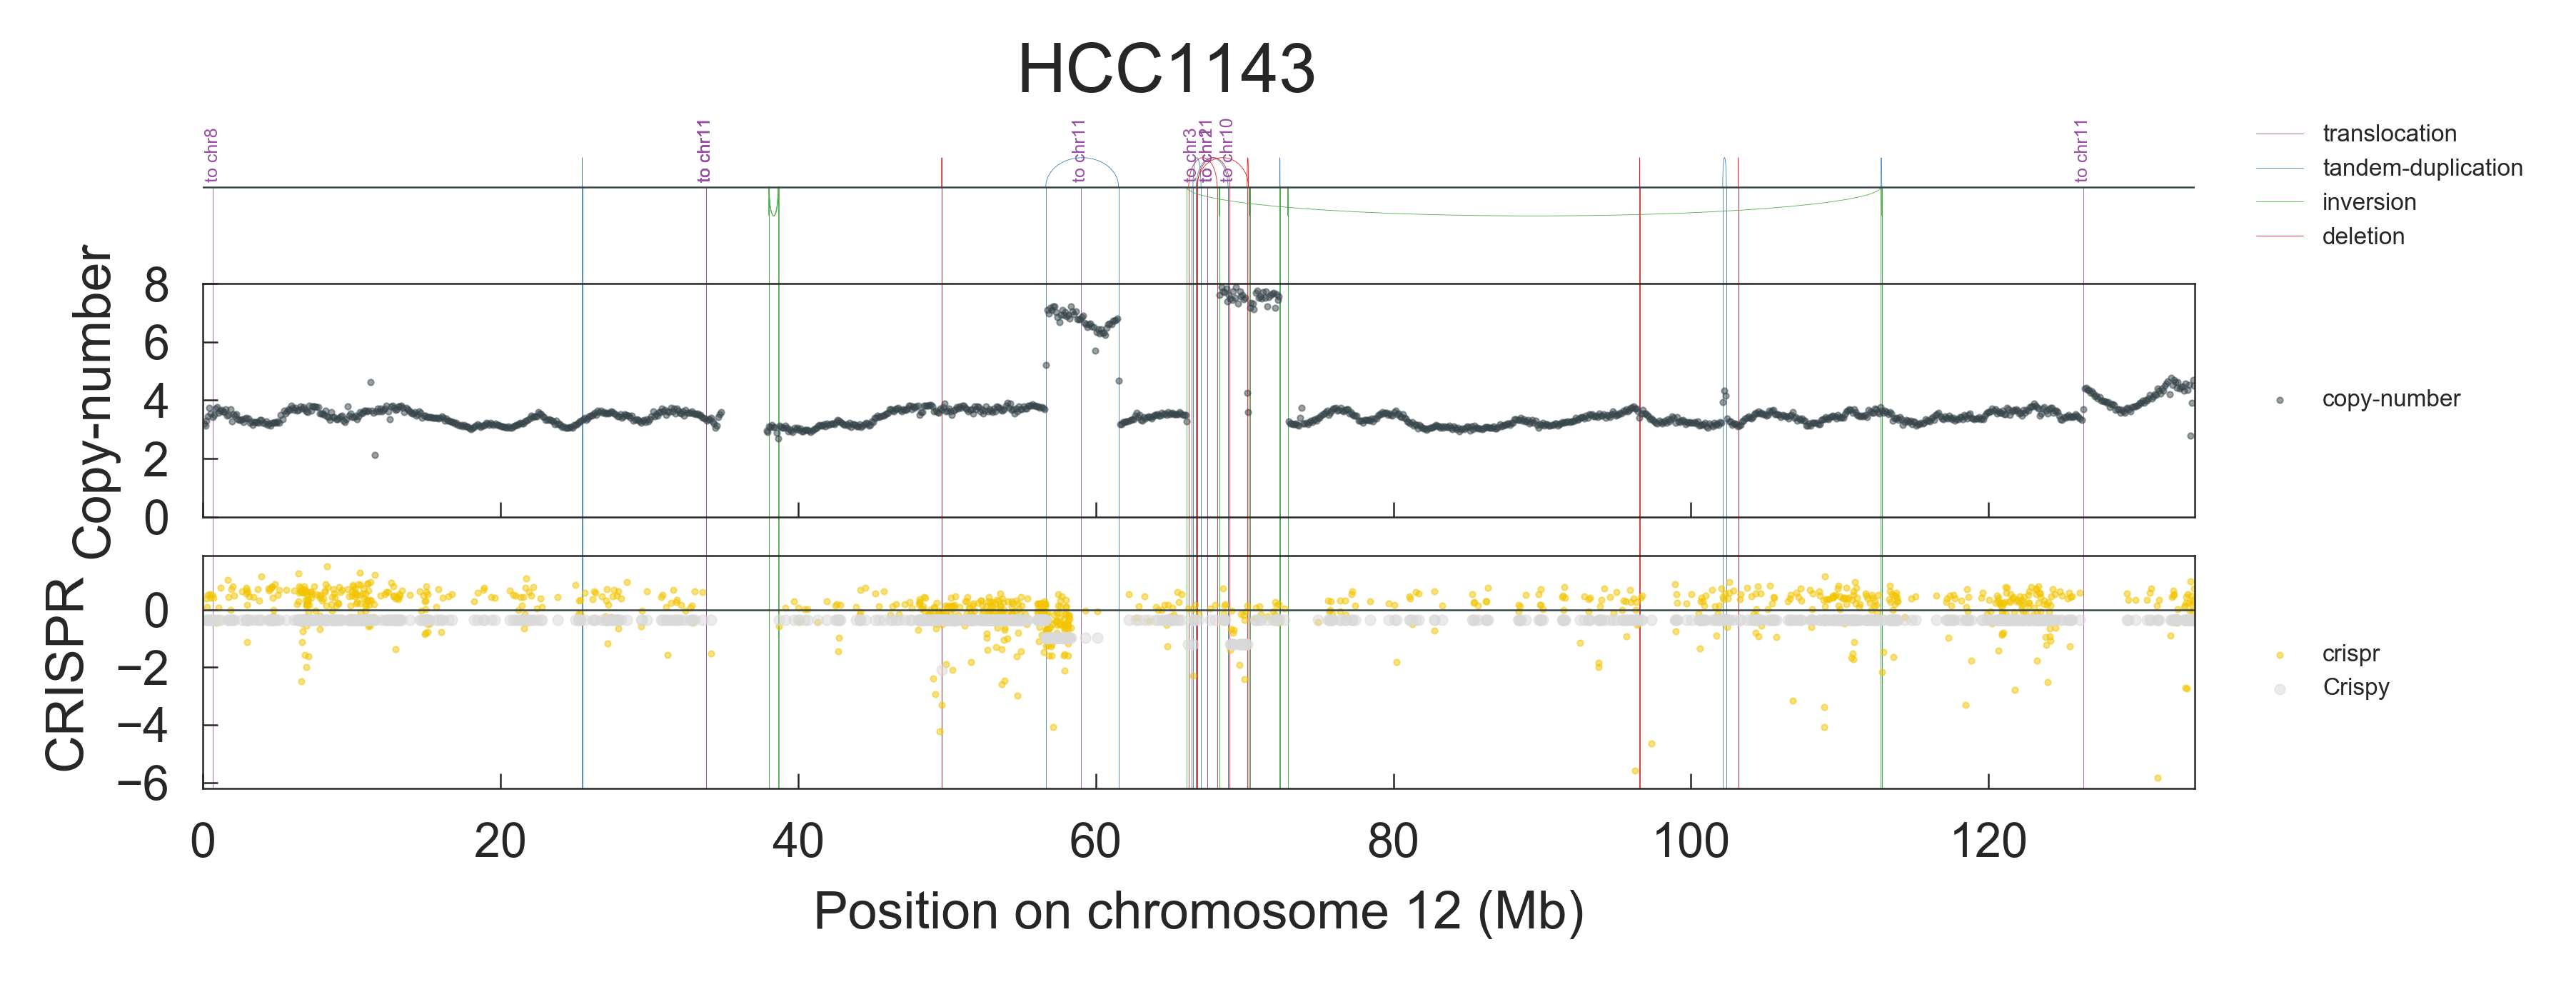 HCC1143
to chr8
to chr11
to chr11
to chr3
to chr10
to chr11
translocation
tandem-duplication
inversion
deletion
Copy-number
8
6
4
2
0
copy-number
CRISPR
0
−2
−4
−6
crispr
Crispy
0 20 40 60 80 100 120
Position on chromosome 12 (Mb)